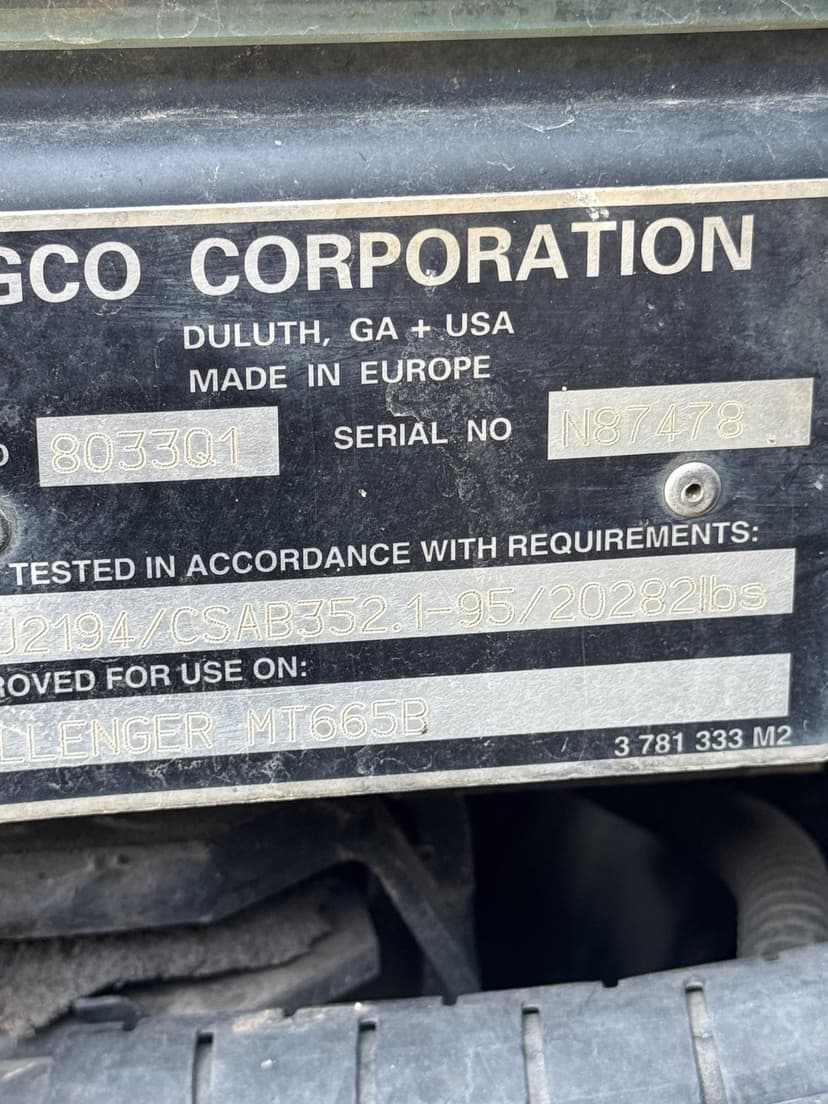 GCO CORPORATION
DULUTH, GA + USA
MADE IN EUROPE
8033Q1 SERIAL NO N87478
TESTED IN ACCORDANCE WITH REQUIREMENTS:
J2194/CSAB352.1-95/20282lbs
ROVED FOR USE ON:
LLENGER MT665B
3 781 333 M2